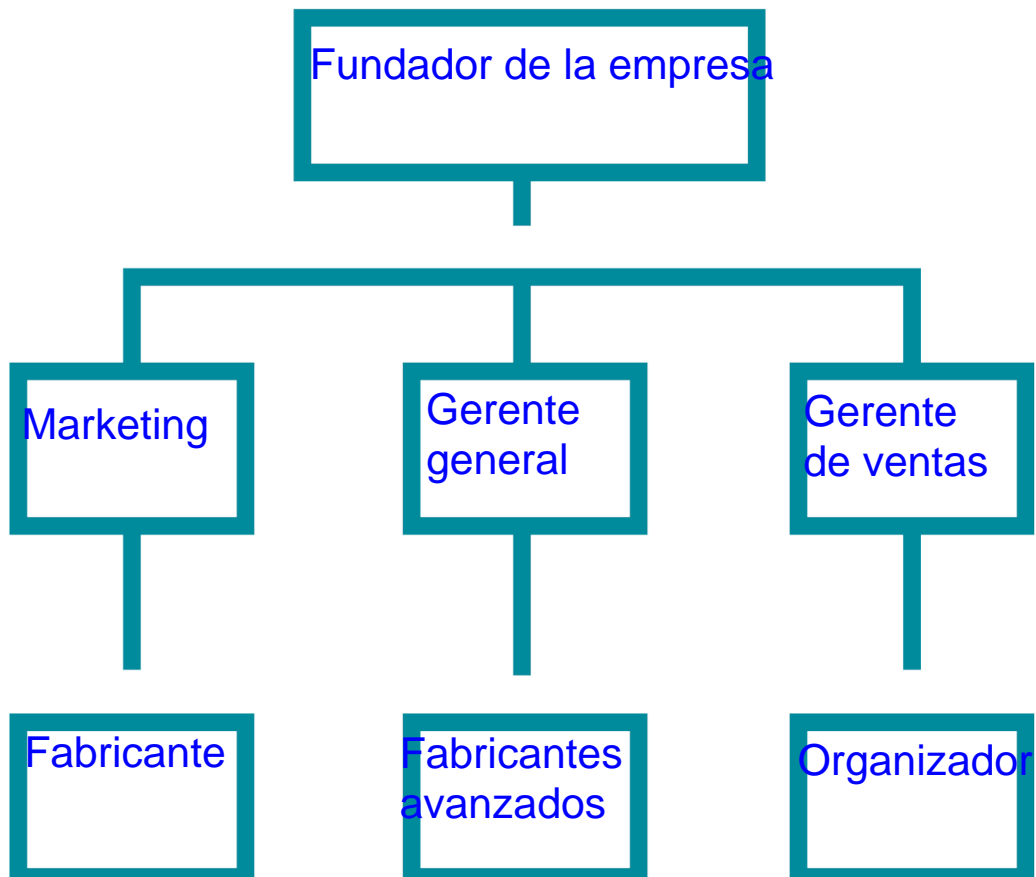 Fundador de la empresa
Marketing
Gerente
general
Gerente
de ventas
Fabricante
Fabricantes
avanzados
Organizador